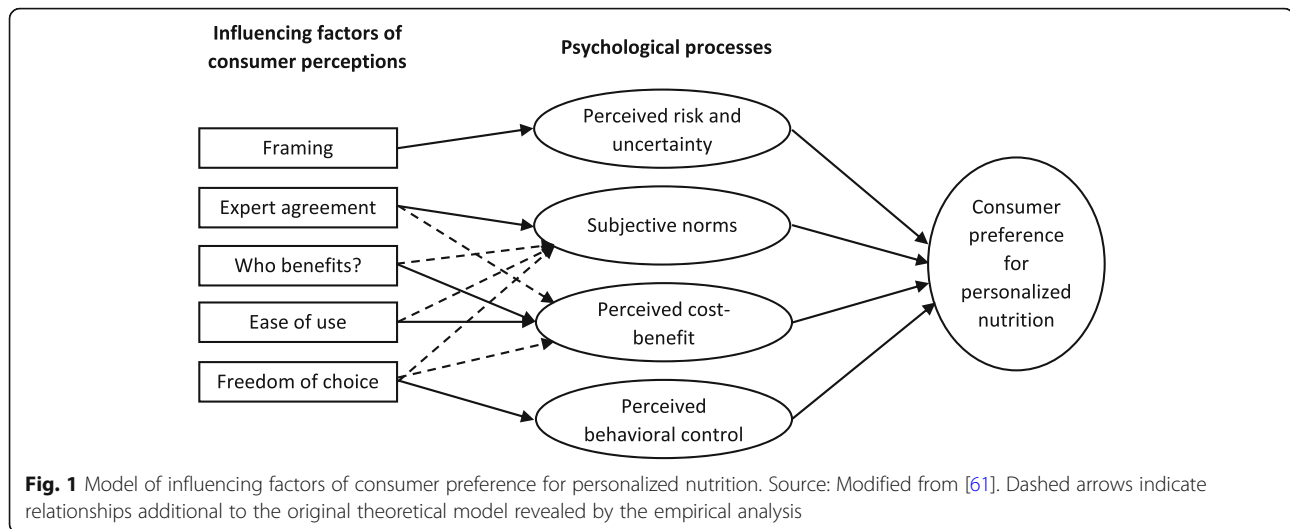 Influencing factors of
consumer perceptions
Psychological processes
Framing
Expert agreement
Who benefits?
Ease of use
Freedom of choice
Perceived risk and
uncertainty
Subjective norms
Perceived cost-
benefit
Perceived
behavioral control
Consumer
preference
for
personalized
nutrition
Fig. 1 Model of influencing factors of consumer preference for personalized nutrition. Source: Modified from [61]. Dashed arrows indicate
relationships additional to the original theoretical model revealed by the empirical analysis